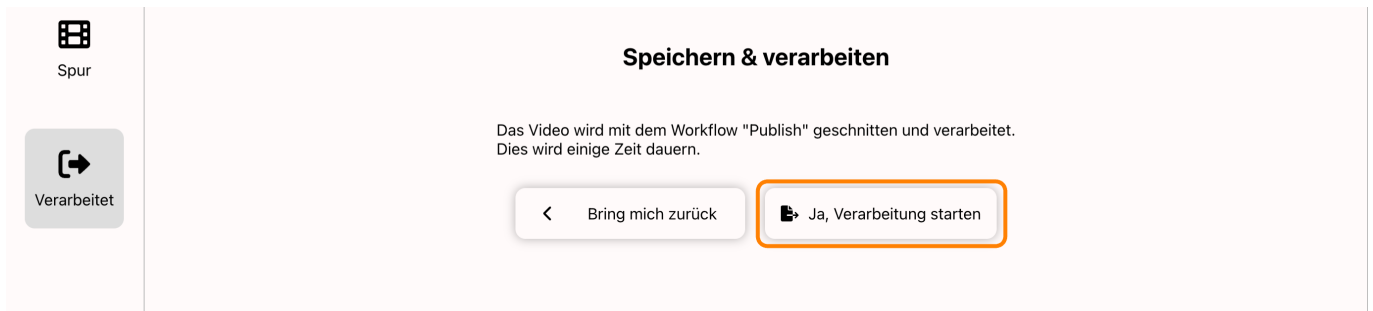 Spur
Verarbeitet
Speichern & verarbeiten
Das Video wird mit dem Workflow "Publish" geschnitten und verarbeitet.
Dies wird einige Zeit dauern.
Bring mich zurück
Ja, Verarbeitung starten